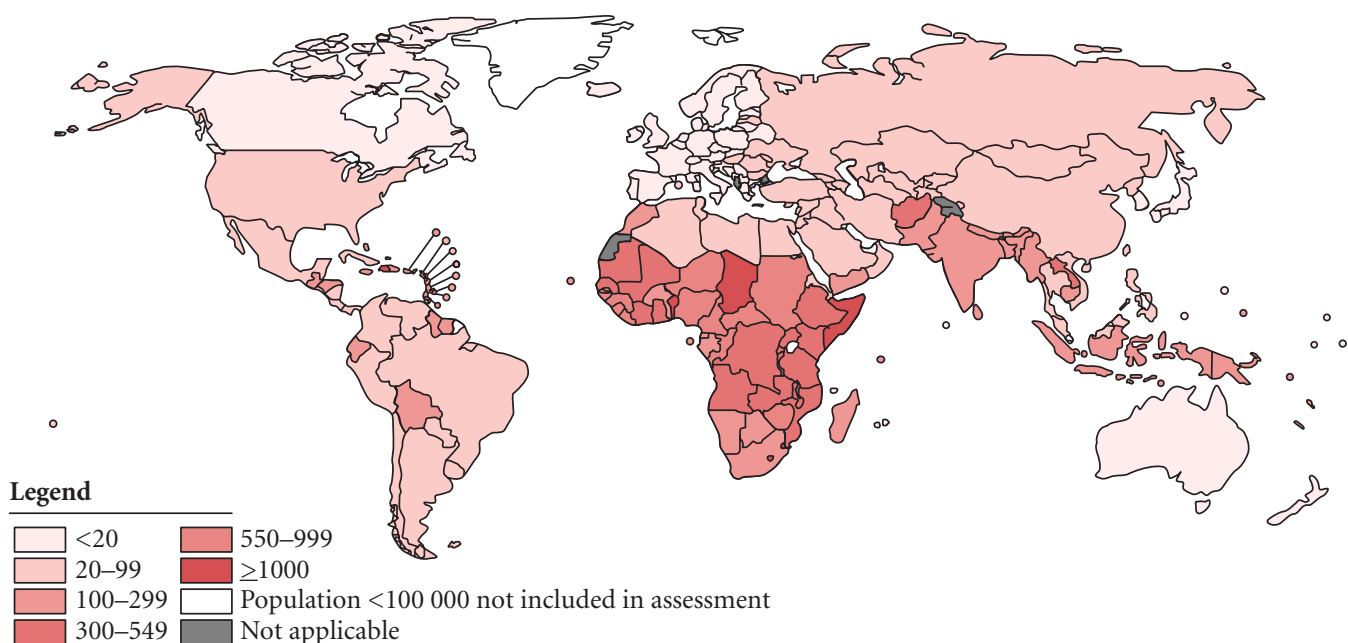 Legend
<20
20–99
100–299
300–549
550–999
≥1000
Population <100 000 not included in assessment
Not applicable